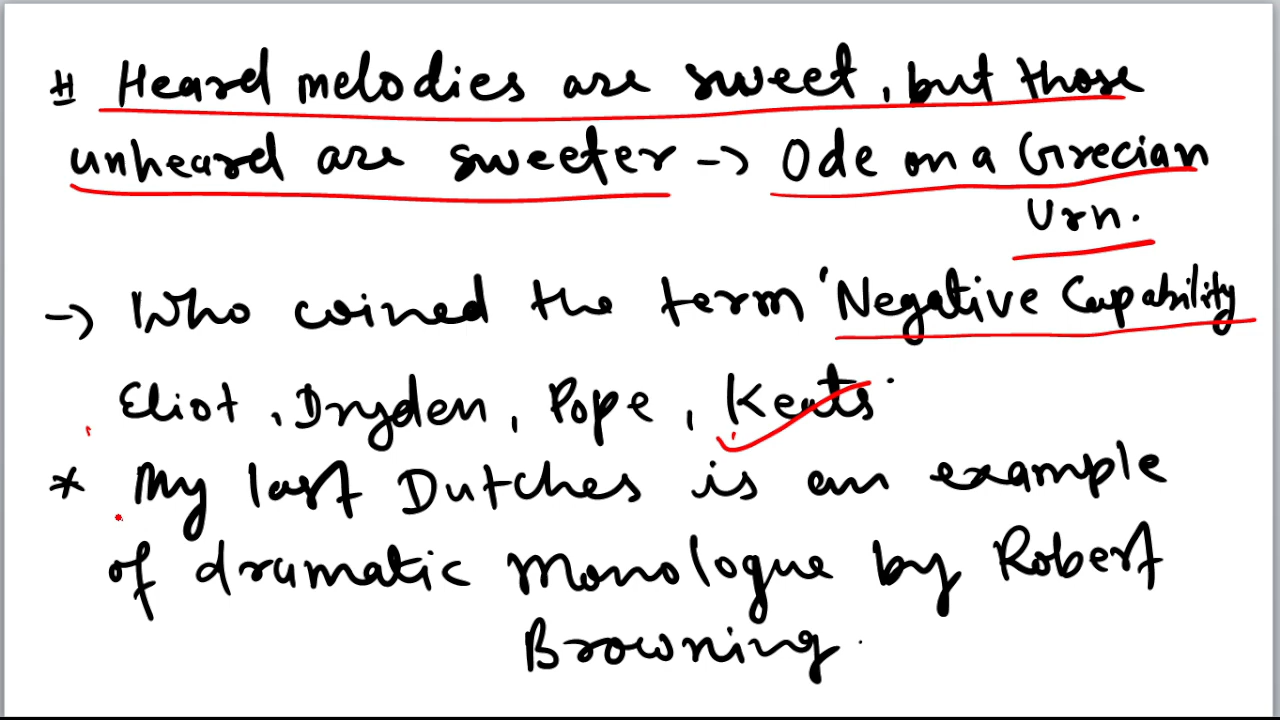 # Heard melodies are sweet, but those
unheard are sweeter -> Ode on a Grecian
Urn.
-> Who coined the term 'Negative Capability
Eliot, Dryden, Pope, Keats.
* My last Dutches is an example
of dramatic monologue by Robert
Browning.